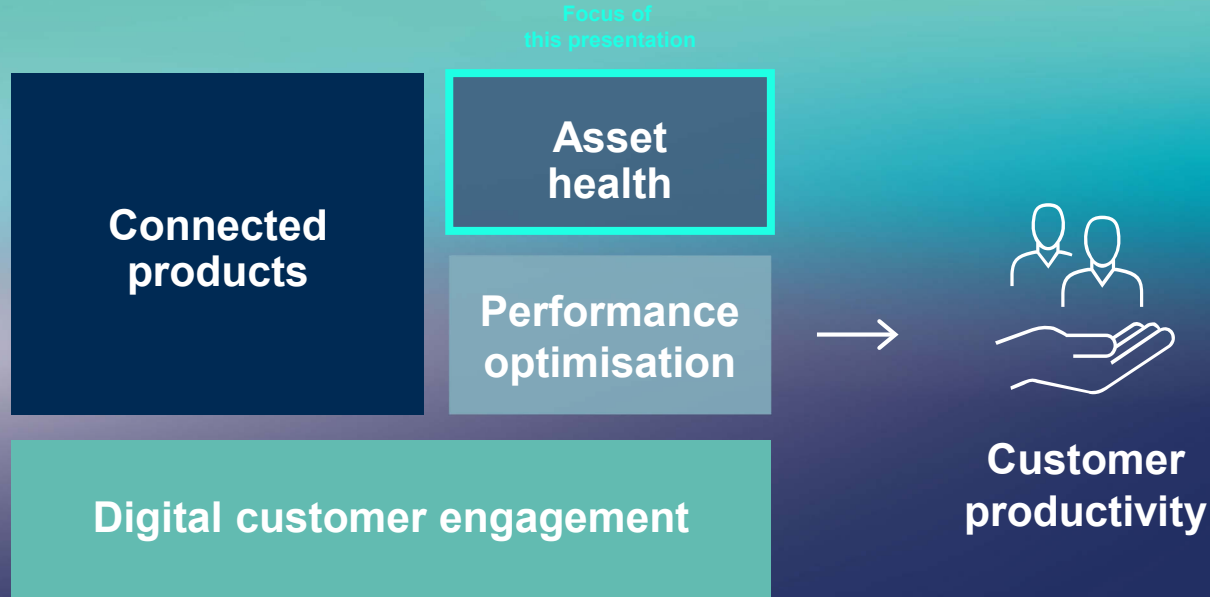 Focus of
this presentation
Connected
products
Asset
health
Performance
optimisation
Digital customer engagement
Customer
productivity